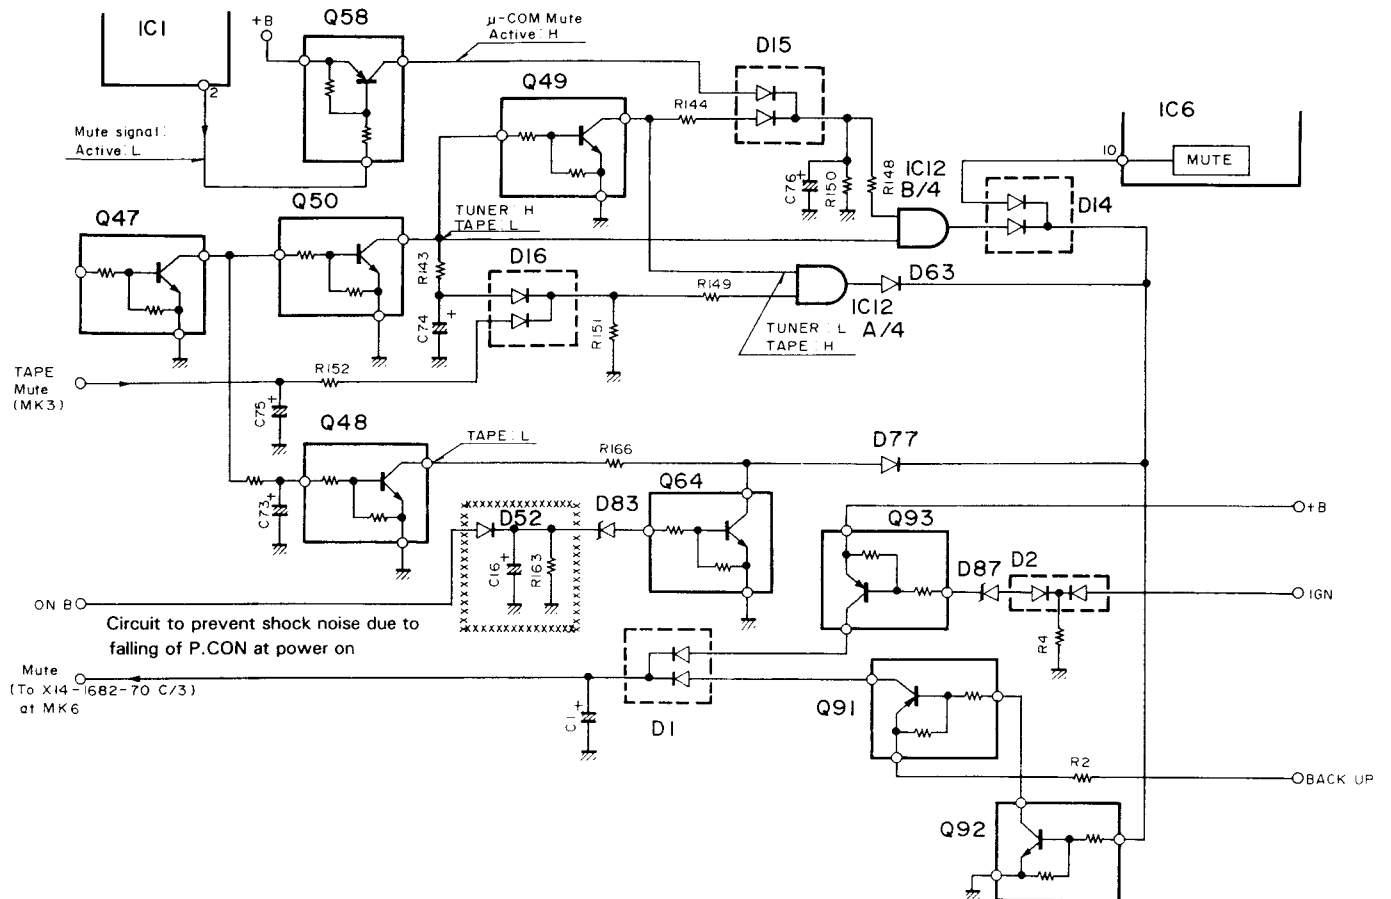 IC1
+B
Q58
μ-COM Mute
Active : H
D15
2
Q49
R144
IC6
Mute signal :
Active : L
10
MUTE
C76
+
R150
R148
IC12
B/4
D14
Q47
Q50
TUNER : H
TAPE : L
R143
D16
R149
D63
C74
+
R151
IC12
A/4
TUNER : L
TAPE : H
TAPE
Mute
(MK3)
R152
C75
+
Q48
TAPE : L
R166
D77
Q64
C73
+
D52
D83
Q93
+B
C16
+
R163
D87
D2
ON B
IGN
R4
Circuit to prevent shock noise due to
falling of P.CON at power on
Mute
(To X14-1682-70 C/3)
at MK6
C1
+
D1
Q91
R2
BACK UP
Q92